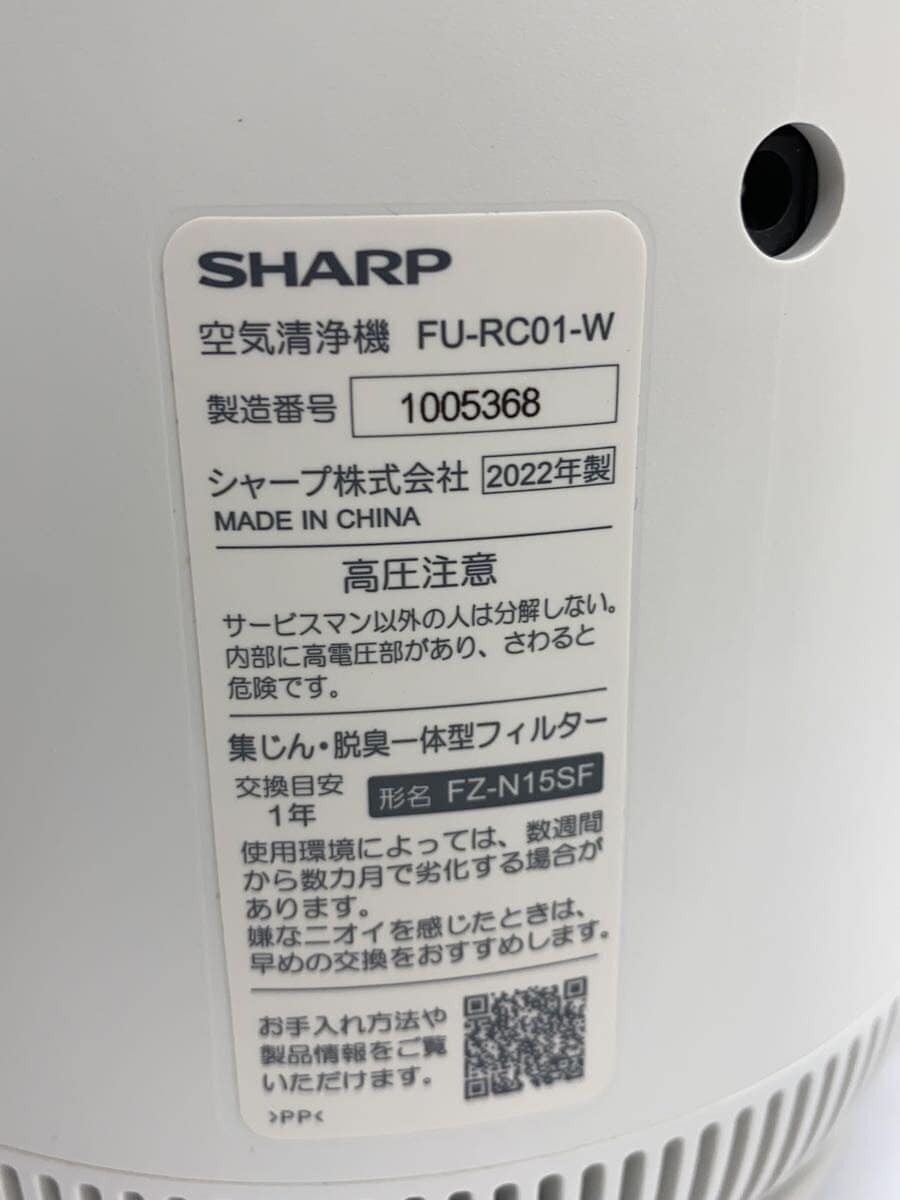 SHARP
空気清浄機 FU-RC01-W
製造番号 1005368
シャープ株式会社 2022年製
MADE IN CHINA
高圧注意
サービスマン以外の人は分解しない。
内部に高電圧部があり、さわると
危険です。
集じん・脱臭一体型フィルター
交換目安 形名 FZ-N15SF
1年
使用環境によっては、数週間
から数カ月で劣化する場合が
あります。
嫌なニオイを感じたときは、
早めの交換をおすすめします。
お手入れ方法や
製品情報をご覧
いただけます。
>PP<